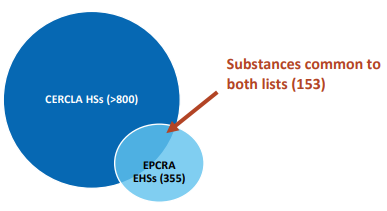 Substances common to
both lists (153)
CERCLA HSs (>800)
EPCRA
EHSs (355)